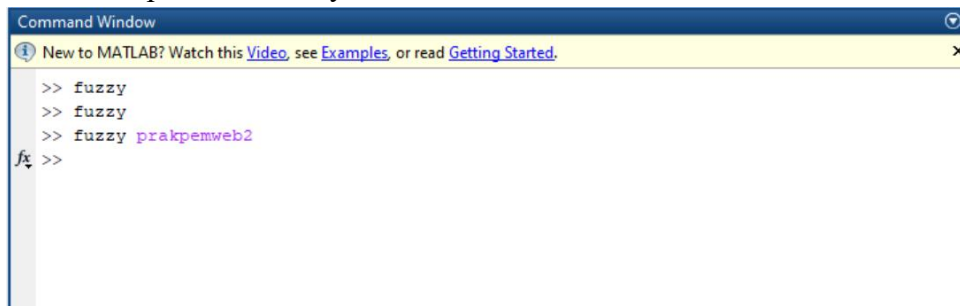 Command Window
New to MATLAB? Watch this Video, see Examples, or read Getting Started.
>> fuzzy
>> fuzzy
>> fuzzy prakpemweb2
fx >>